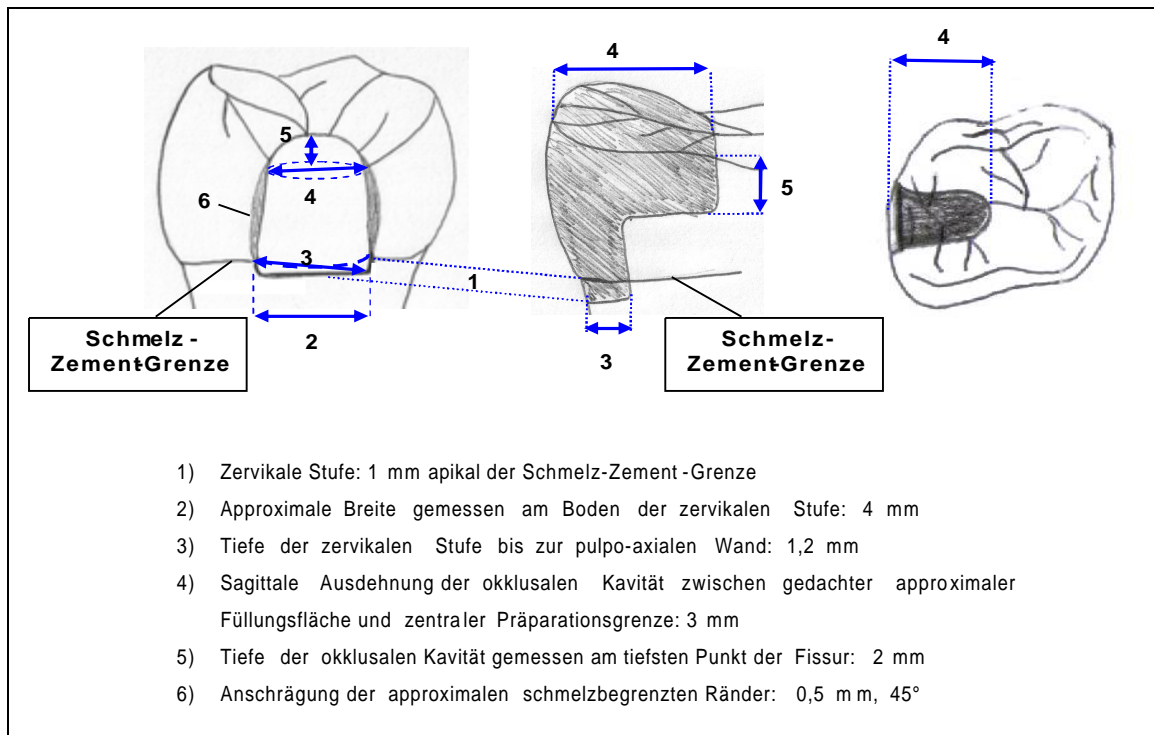 4
4
5
4
6
5
3
1
Schmelz -
Zement-Grenze
2
3
Schmelz-
Zement-Grenze
1) Zervikale Stufe: 1 mm apikal der Schmelz-Zement -Grenze
2) Approximale Breite gemessen am Boden der zervikalen Stufe: 4 mm
3) Tiefe der zervikalen Stufe bis zur pulpo-axialen Wand: 1,2 mm
4) Sagittale Ausdehnung der okklusalen Kavität zwischen gedachter approximaler
Füllungsfläche und zentraler Präparationsgrenze: 3 mm
5) Tiefe der okklusalen Kavität gemessen am tiefsten Punkt der Fissur: 2 mm
6) Anschrägung der approximalen schmelzbegrenzten Ränder: 0,5 mm, 45°